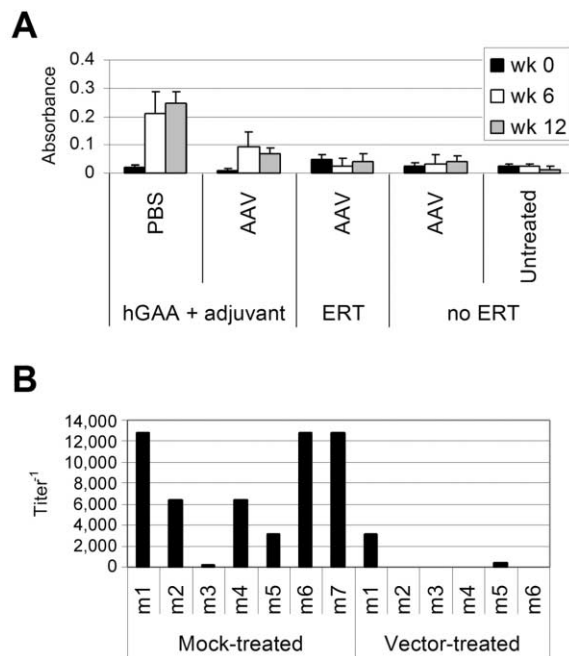 A
Absorbance
0.4
0.3
0.2
0.1
0
wk 0
wk 6
wk 12
PBS
AAV
AAV
AAV
Untreated
hGAA + adjuvant
ERT
no ERT
B
Titer⁻¹
14,000
12,000
10,000
8,000
6,000
4,000
2,000
0
m1
m2
m3
m4
m5
m6
m7
m1
m2
m3
m4
m5
m6
Mock-treated
Vector-treated